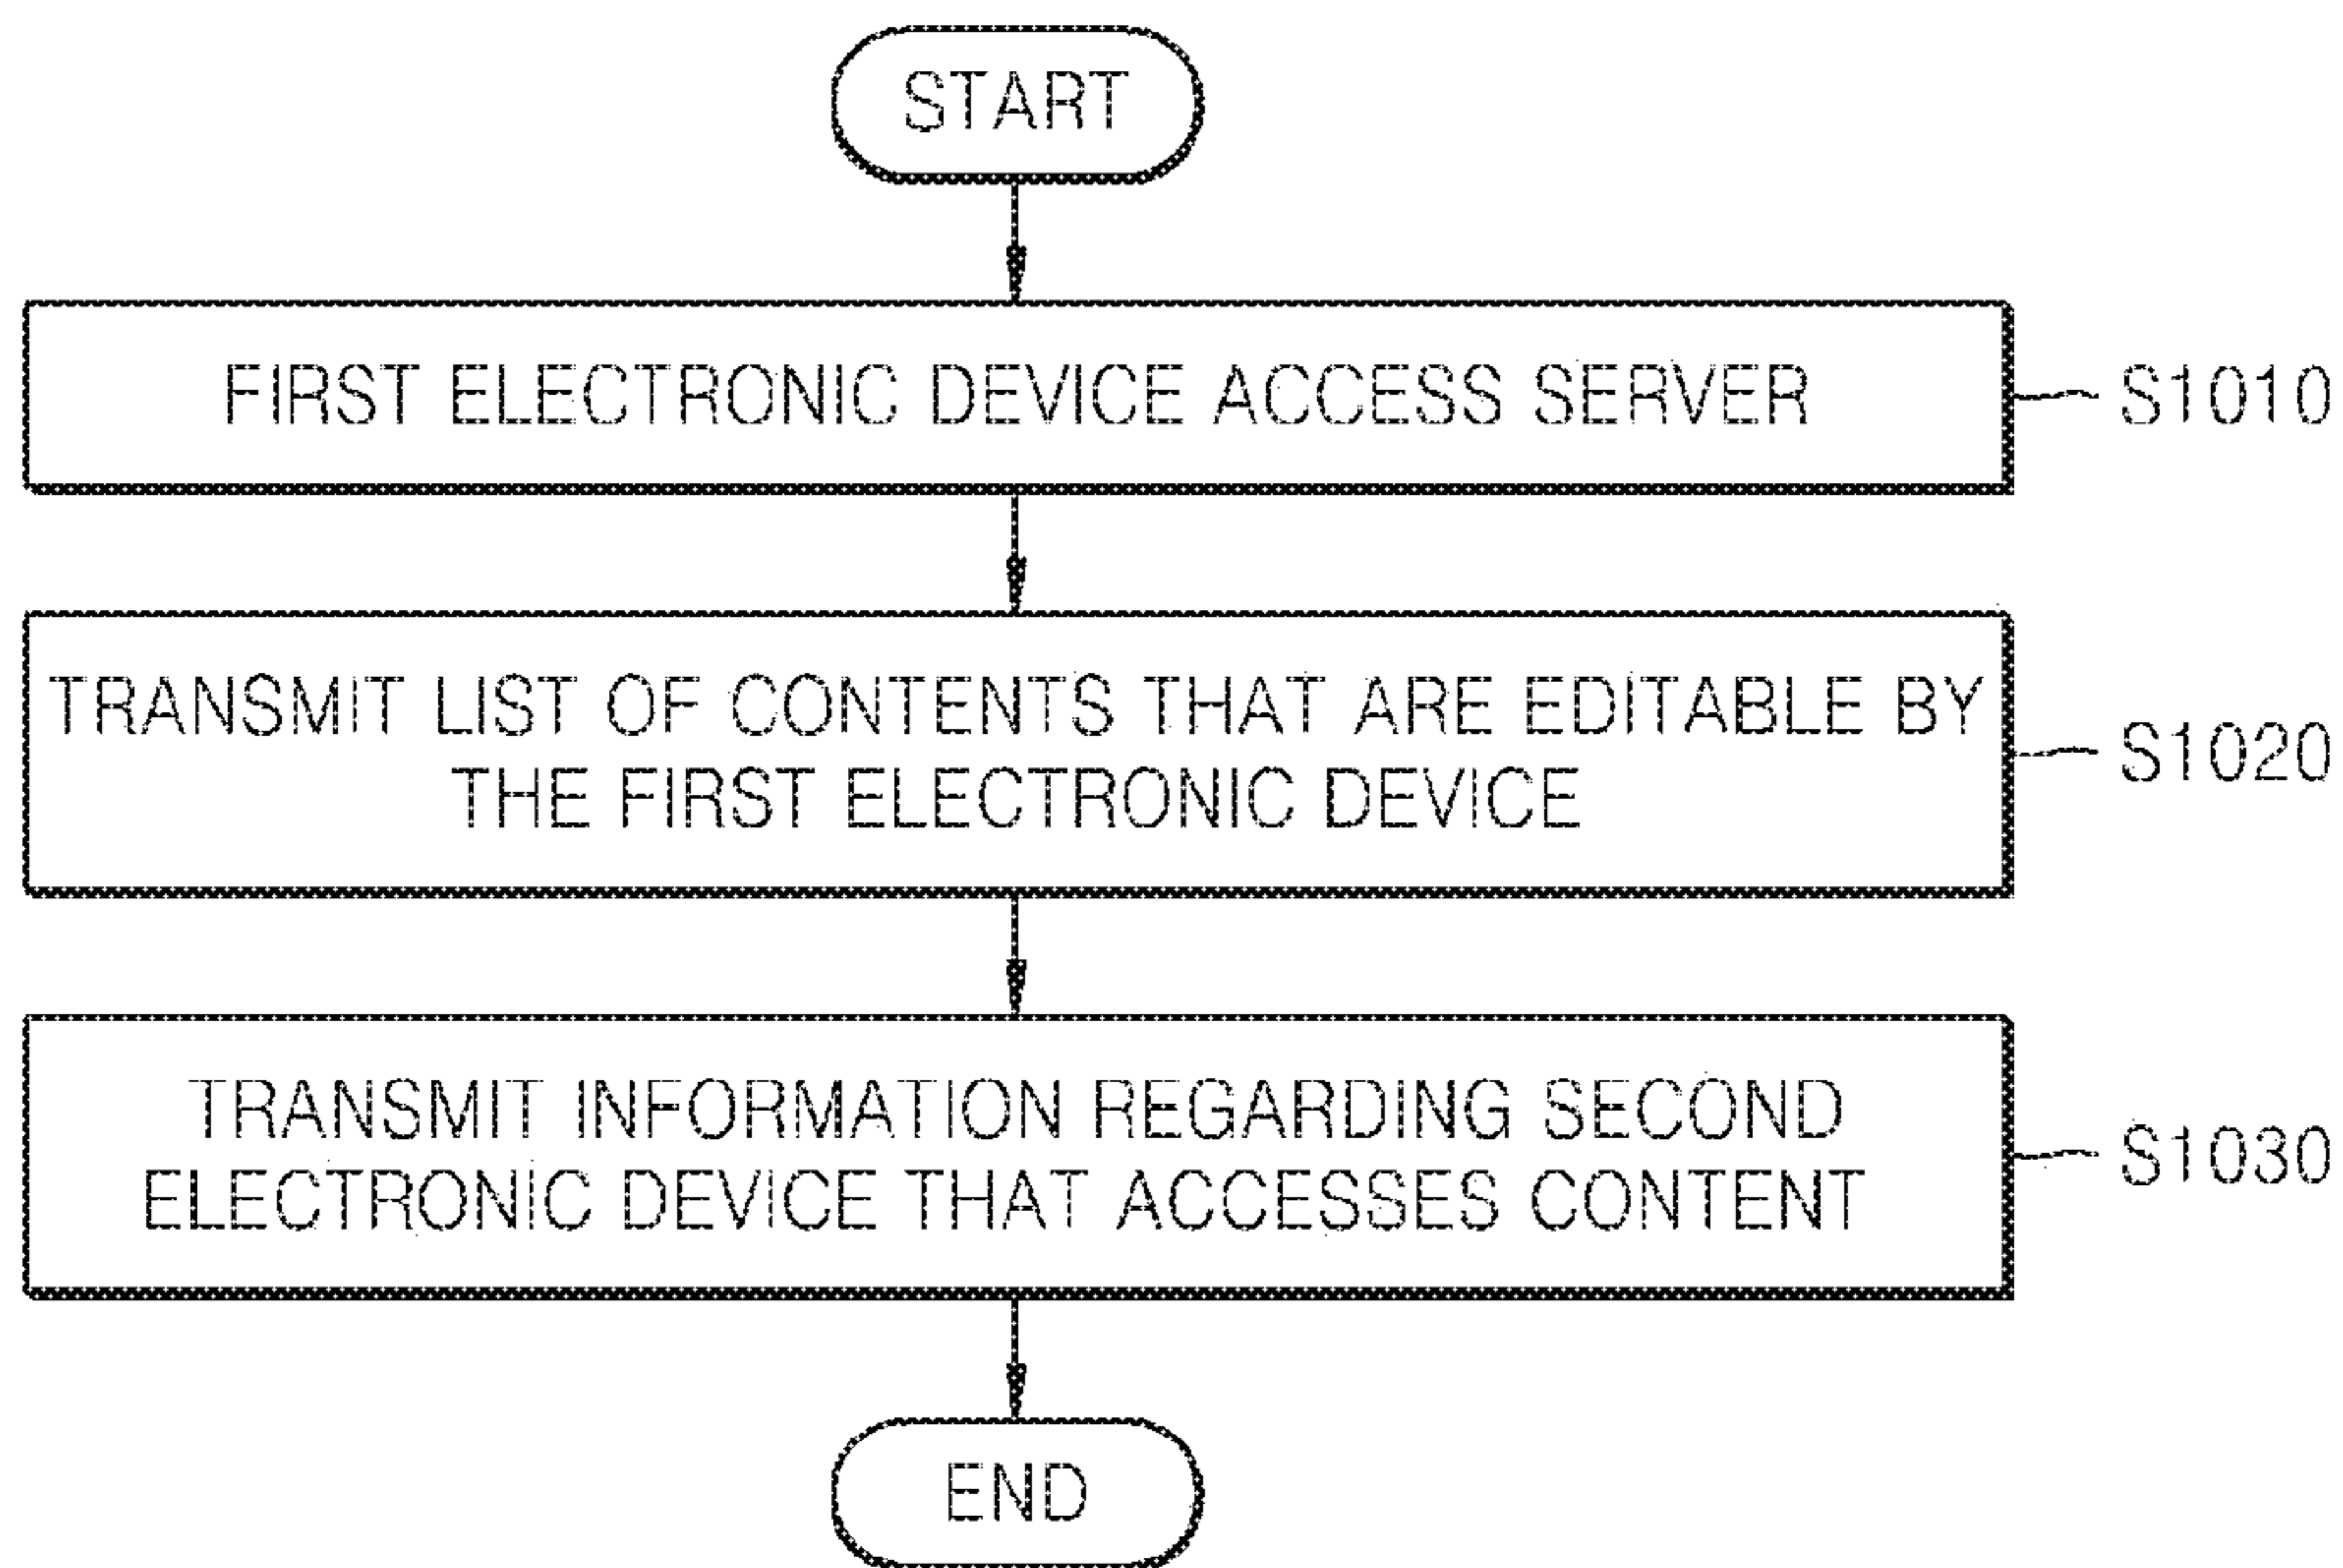 START
FIRST ELECTRONIC DEVICE ACCESS SERVER
S1010
TRANSMIT LIST OF CONTENTS THAT ARE EDITABLE BY
THE FIRST ELECTRONIC DEVICE
S1020
TRANSMIT INFORMATION REGARDING SECOND
ELECTRONIC DEVICE THAT ACCESSES CONTENT
S1030
END